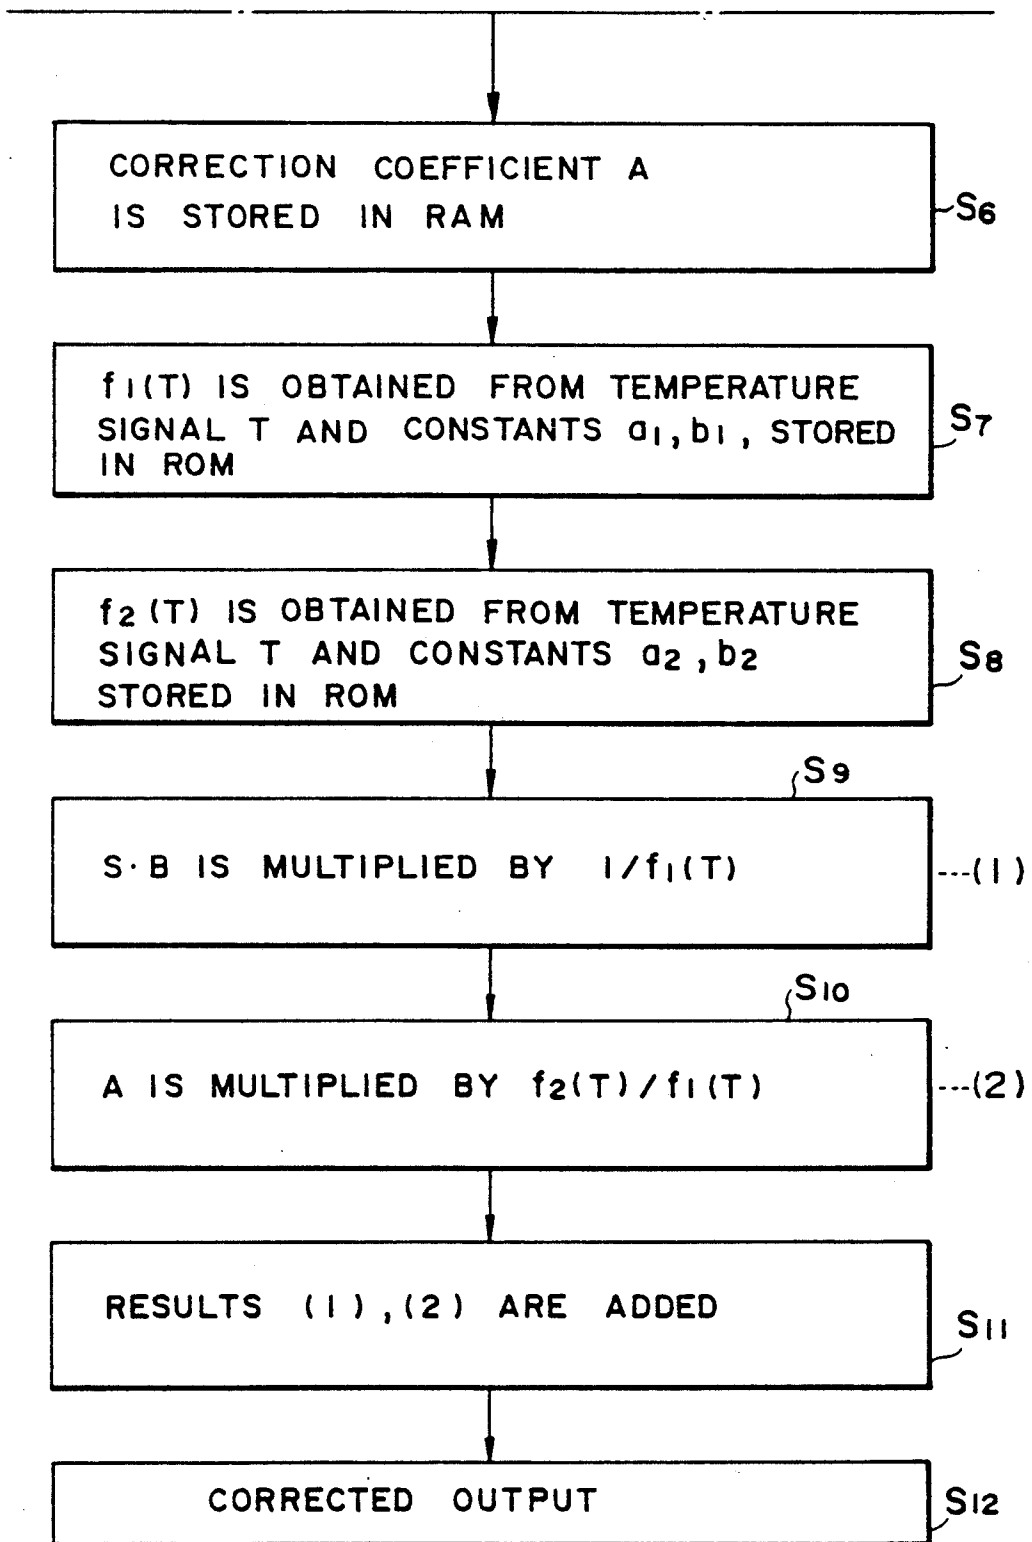 CORRECTION COEFFICIENT A
IS STORED IN RAM
S6
f1(T) IS OBTAINED FROM TEMPERATURE
SIGNAL T AND CONSTANTS a1, b1, STORED
IN ROM
S7
f2(T) IS OBTAINED FROM TEMPERATURE
SIGNAL T AND CONSTANTS a2, b2
STORED IN ROM
S8
S9
S·B IS MULTIPLIED BY 1/f1(T)
---(1)
S10
A IS MULTIPLIED BY f2(T)/f1(T)
---(2)
RESULTS (1),(2) ARE ADDED
S11
CORRECTED OUTPUT
S12